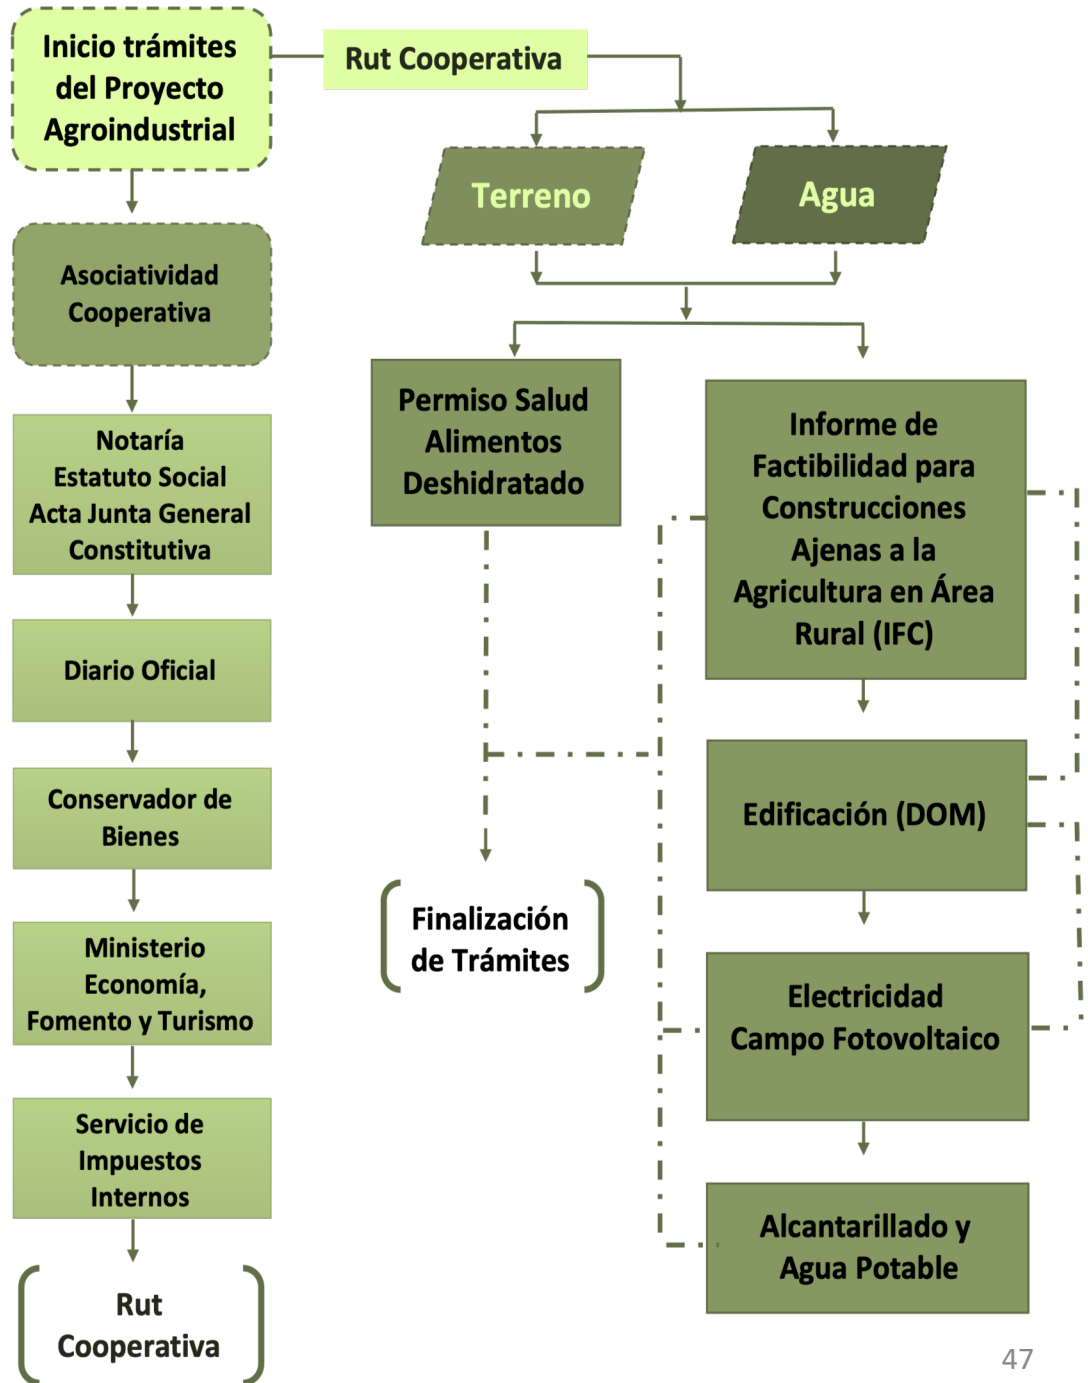 Inicio trámites
del Proyecto
Agroindustrial
Rut Cooperativa
Terreno
Agua
Asociatividad
Cooperativa
Notaría
Estatuto Social
Acta Junta General
Constitutiva
Diario Oficial
Conservador de
Bienes
Ministerio
Economía,
Fomento y Turismo
Servicio de
Impuestos
Internos
Rut
Cooperativa
Permiso Salud
Alimentos
Deshidratado
Finalización
de Trámites
Informe de
Factibilidad para
Construcciones
Ajenas a la
Agricultura en Área
Rural (IFC)
Edificación (DOM)
Electricidad
Campo Fotovoltaico
Alcantarillado y
Agua Potable
47